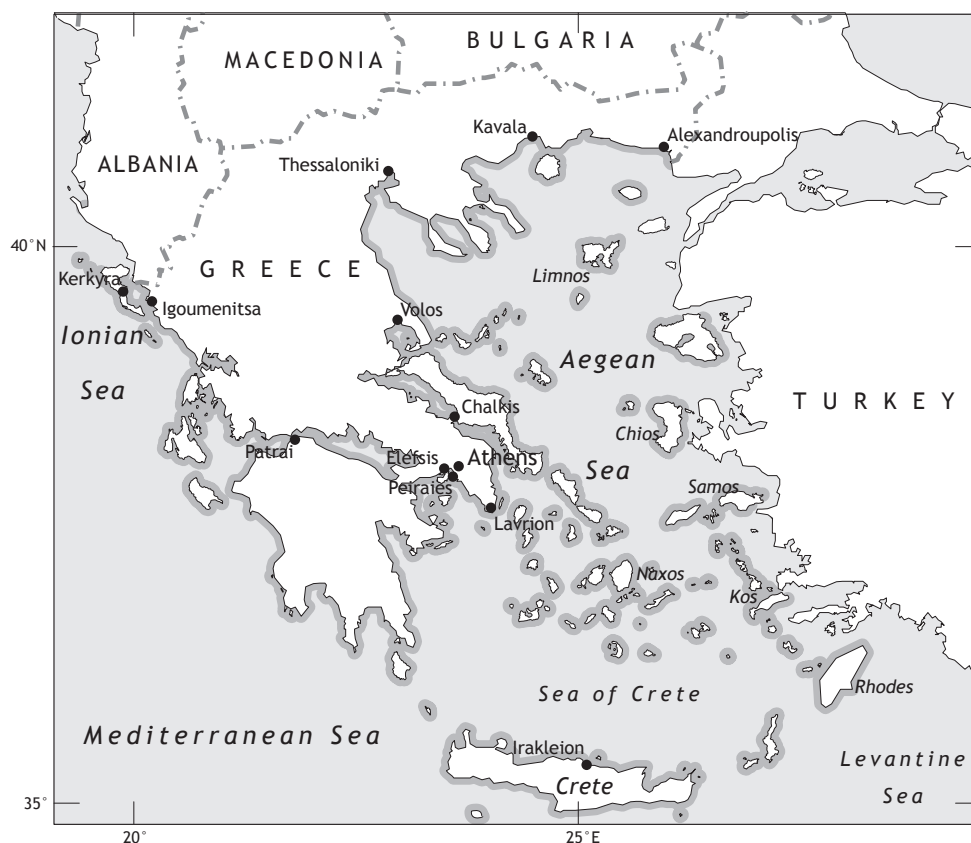 BULGARIA
MACEDONIA
Kavala
Alexandroupolis
ALBANIA
Thessaloniki
40°N
GREECE
Limnos
Kerkyra
Igoumenitsa
Volos
Ionian
Sea
Aegean
Sea
TURKEY
Chalkis
Chios
Patrai
Elefsis
Athens
Peiraies
Samos
Lavrion
Naxos
Kos
Rhodes
Sea of Crete
Mediterranean Sea
Irakleion
Crete
Levantine
Sea
35°
20°
25°E